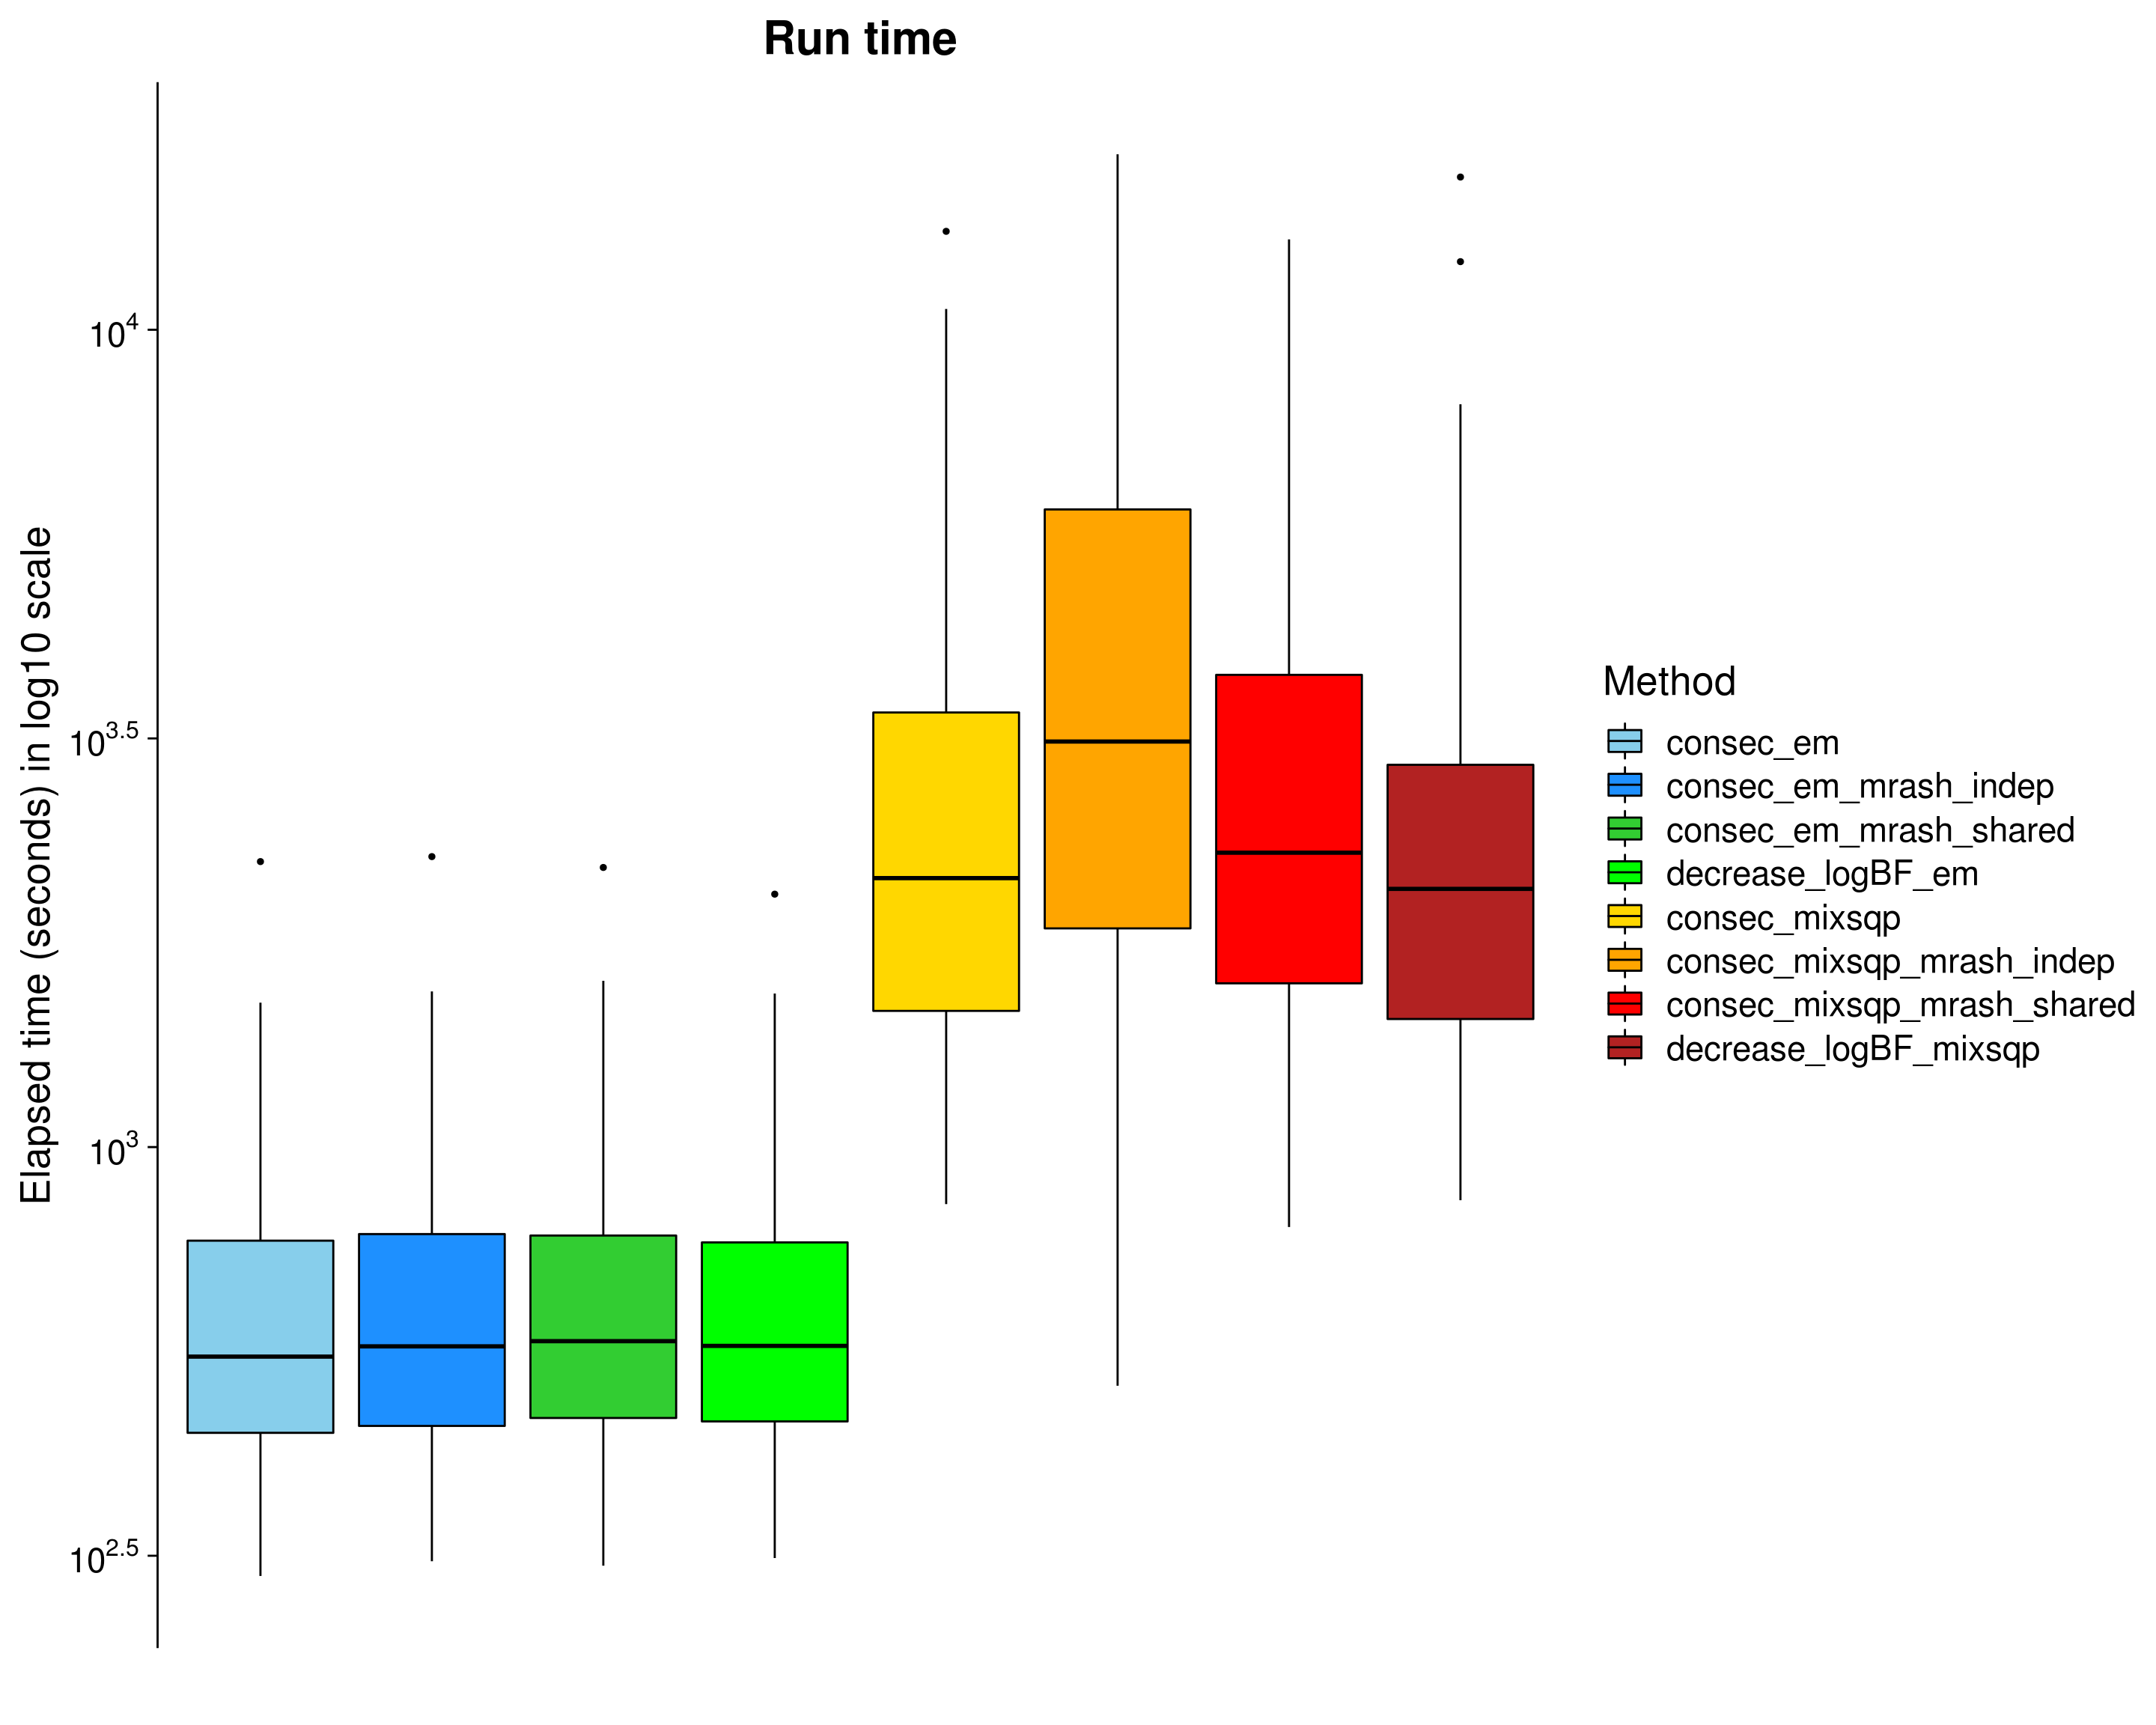 Run time
Elapsed time (seconds) in log10 scale
10^4
10^3.5
10^3
10^2.5
Method
consec_em
consec_em_mrash_indep
consec_em_mrash_shared
decrease_logBF_em
consec_mixsqp
consec_mixsqp_mrash_indep
consec_mixsqp_mrash_shared
decrease_logBF_mixsqp